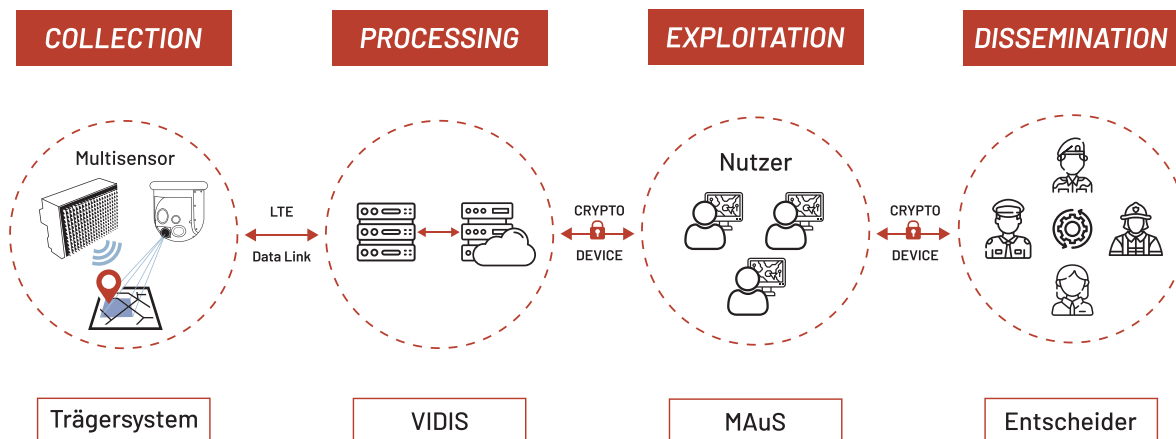 COLLECTION
PROCESSING
EXPLOITATION
DISSEMINATION
Multisensor
LTE
Data Link
CRYPTO
DEVICE
Nutzer
CRYPTO
DEVICE
Trägersystem
VIDIS
MAuS
Entscheider